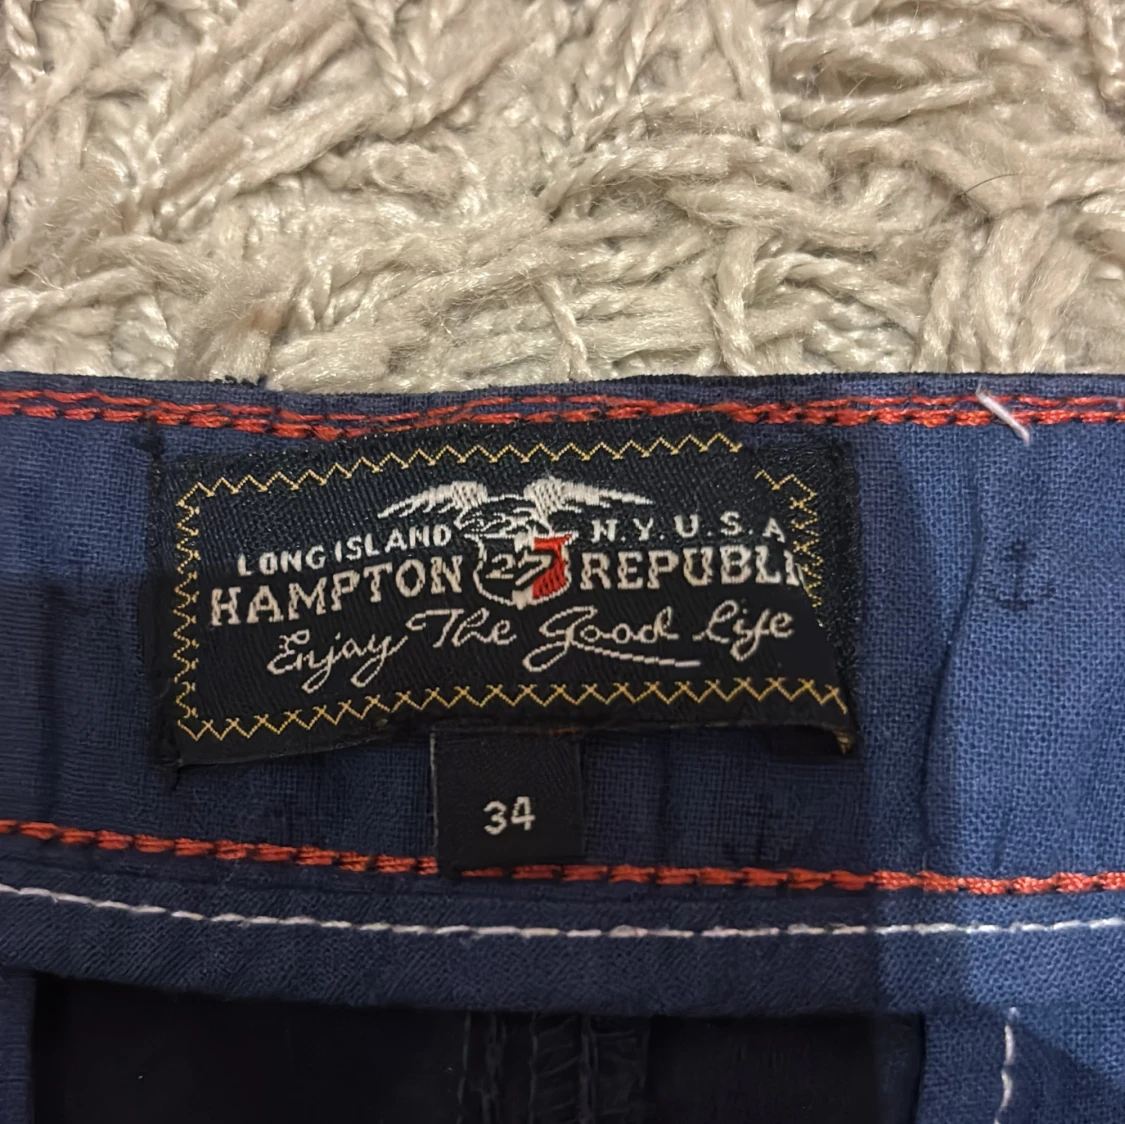 LONG ISLAND N.Y.U.S.A
HAMPTON 27 REPUBLI
Enjoy The Good Life
34